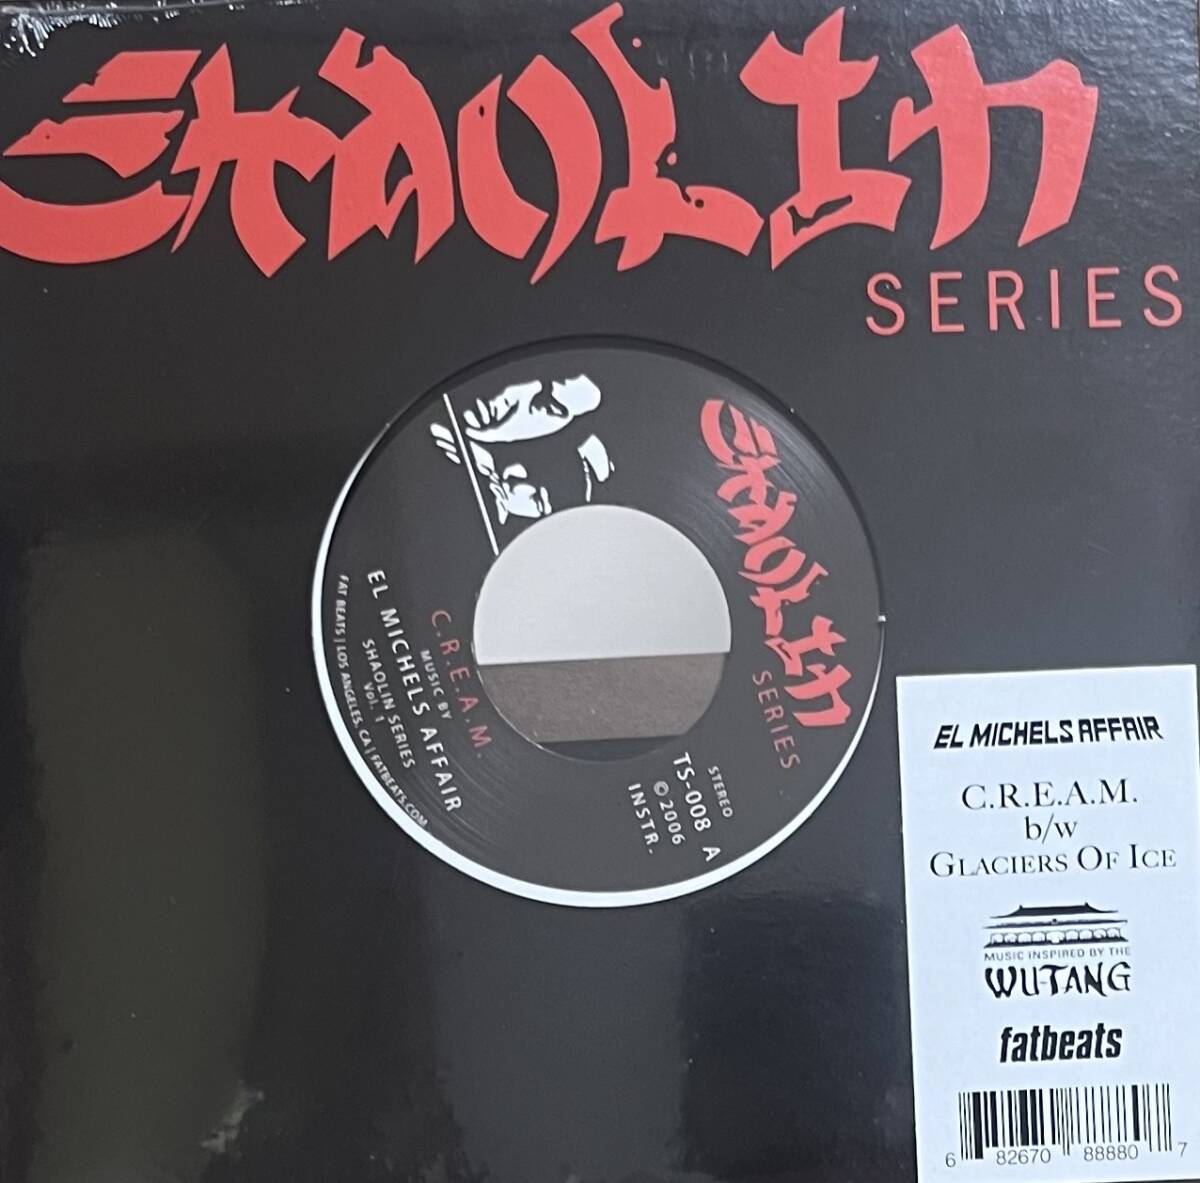 SHAOLIN
SERIES
SHAOLIN
SERIES
STEREO
TS-008 A
© 2006
INSTR.
C.R.E.A.M.
MUSIC BY
EL MICHELS AFFAIR
SHAOLIN SERIES
Vol. 1
FAT BEATS | LOS ANGELES, CA | FATBEATS.COM
EL MICHELS AFFAIR
C.R.E.A.M.
b/w
GLACIERS OF ICE
MUSIC INSPIRED BY THE
WU-TANG
fatbeats
6 82670 88880 7